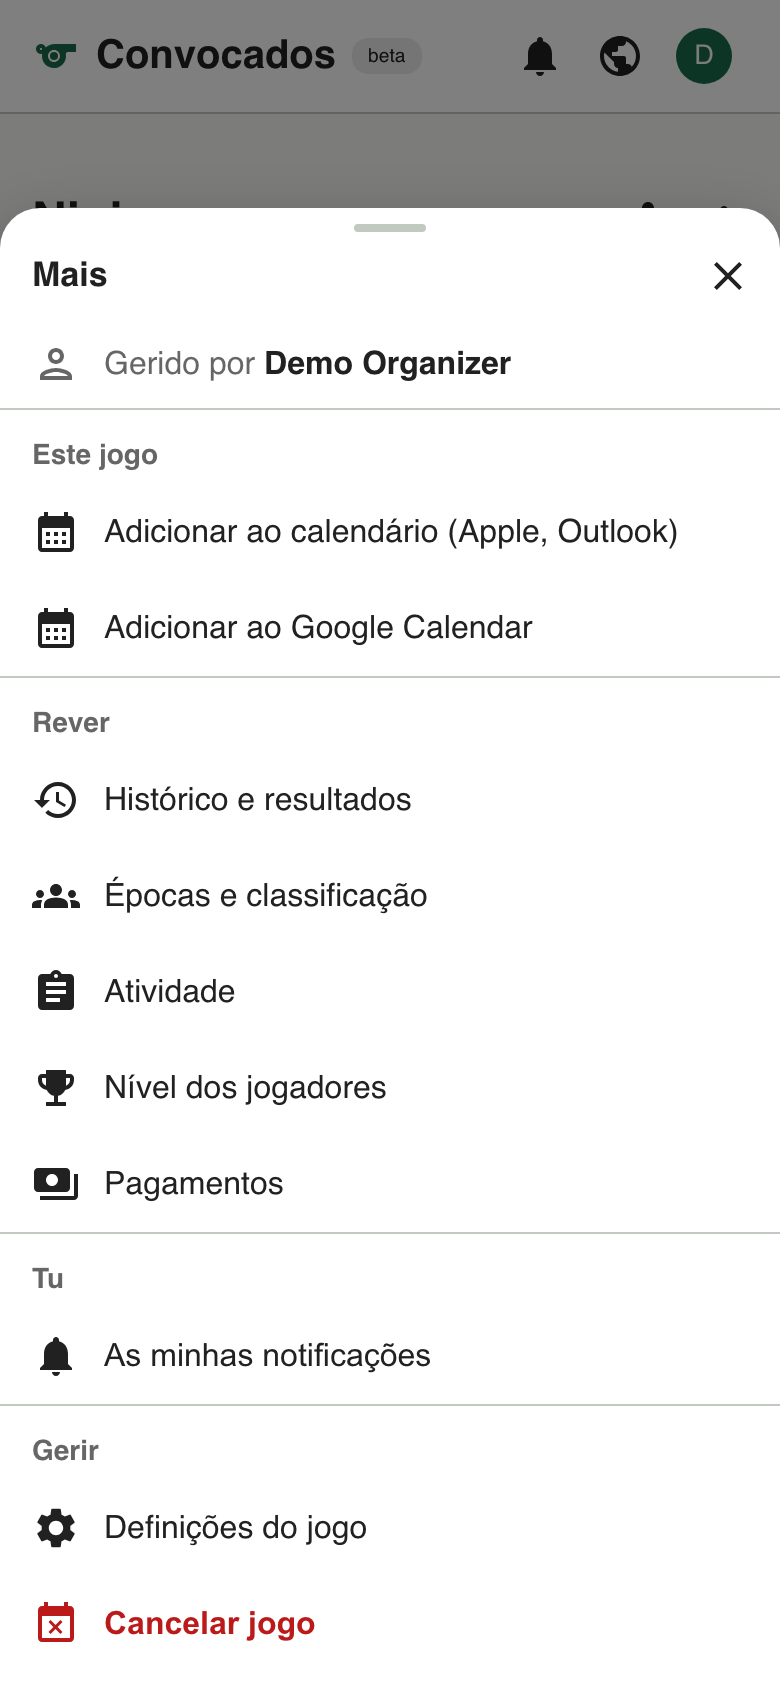 Convocados beta D
Mais
Gerido por Demo Organizer
Este jogo
Adicionar ao calendário (Apple, Outlook)
Adicionar ao Google Calendar
Rever
Histórico e resultados
Épocas e classificação
Atividade
Nível dos jogadores
Pagamentos
Tu
As minhas notificações
Gerir
Definições do jogo
Cancelar jogo